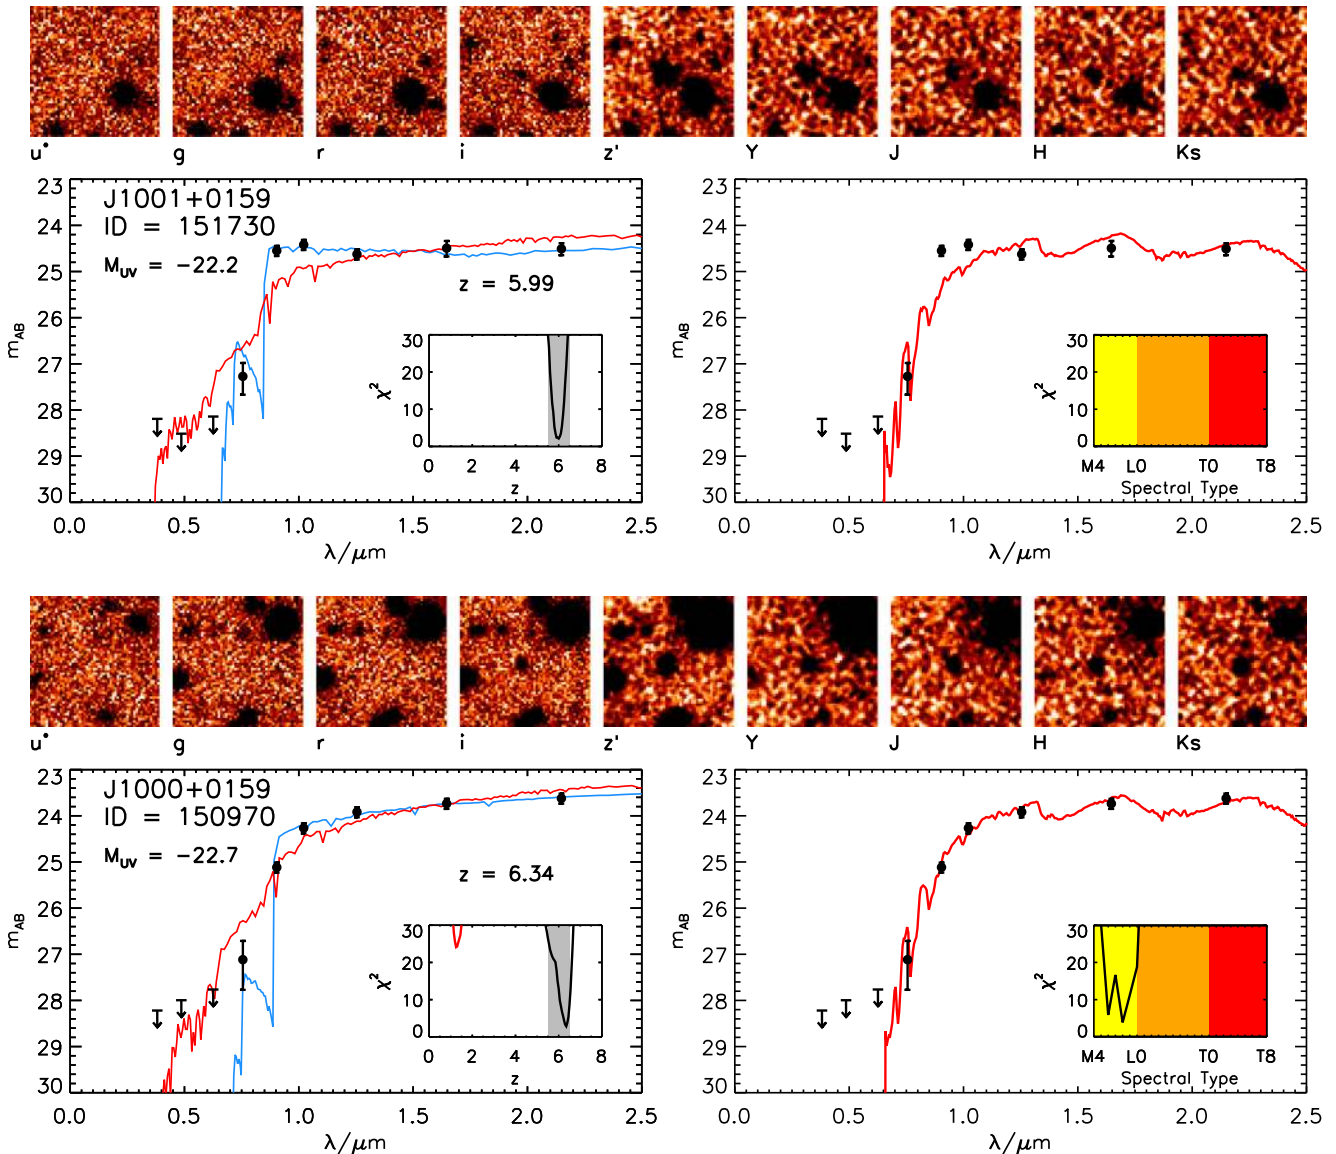 u* g r i z' Y J H Ks
J1001+0159
ID = 151730
M_UV = -22.2
z = 5.99
m_AB
23
24
25
26
27
28
29
30
0.0 0.5 1.0 1.5 2.0 2.5
λ/μm
χ²
30
20
10
0
0 2 4 6 8
z
m_AB
23
24
25
26
27
28
29
30
0.0 0.5 1.0 1.5 2.0 2.5
λ/μm
χ²
30
20
10
0
M4 L0 T0 T8
Spectral Type
u* g r i z' Y J H Ks
J1000+0159
ID = 150970
M_UV = -22.7
z = 6.34
m_AB
23
24
25
26
27
28
29
30
0.0 0.5 1.0 1.5 2.0 2.5
λ/μm
χ²
30
20
10
0
0 2 4 6 8
z
m_AB
23
24
25
26
27
28
29
30
0.0 0.5 1.0 1.5 2.0 2.5
λ/μm
χ²
30
20
10
0
M4 L0 T0 T8
Spectral Type